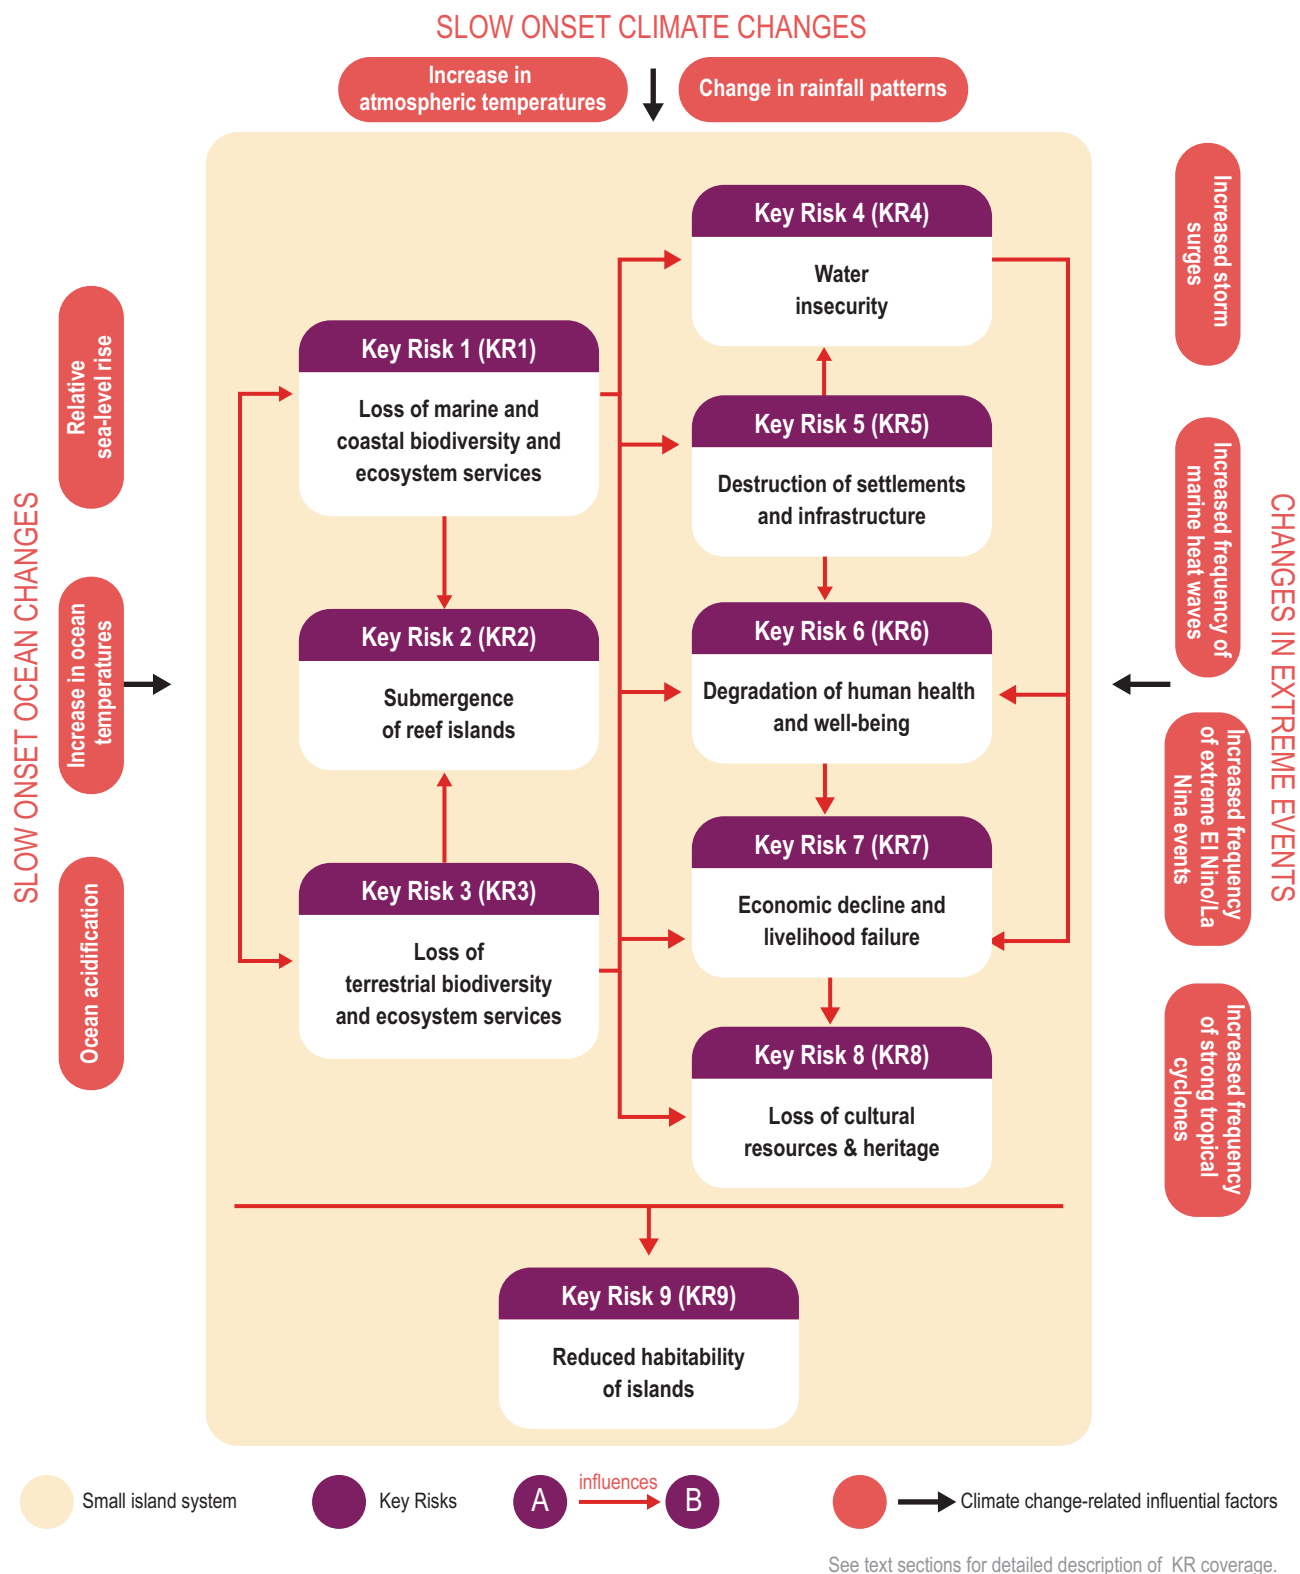 SLOW ONSET CLIMATE CHANGES
Increase in
atmospheric temperatures
Change in rainfall patterns
SLOW ONSET OCEAN CHANGES
Relative
sea-level rise
Increase in ocean
temperatures
Ocean acidification
Key Risk 1 (KR1)
Loss of marine and
coastal biodiversity and
ecosystem services
Key Risk 2 (KR2)
Submergence
of reef islands
Key Risk 3 (KR3)
Loss of
terrestrial biodiversity
and ecosystem services
Key Risk 4 (KR4)
Water
insecurity
Key Risk 5 (KR5)
Destruction of settlements
and infrastructure
Key Risk 6 (KR6)
Degradation of human health
and well-being
Key Risk 7 (KR7)
Economic decline and
livelihood failure
Key Risk 8 (KR8)
Loss of cultural
resources & heritage
Key Risk 9 (KR9)
Reduced habitability
of islands
CHANGES IN EXTREME EVENTS
Increased storm
surges
Increased frequency of
marine heat waves
Increased frequency
of extreme El Nino/La
Nina events
Increased frequency
of strong tropical
cyclones
Small island system
Key Risks
A
influences
B
Climate change-related influential factors
See text sections for detailed description of KR coverage.